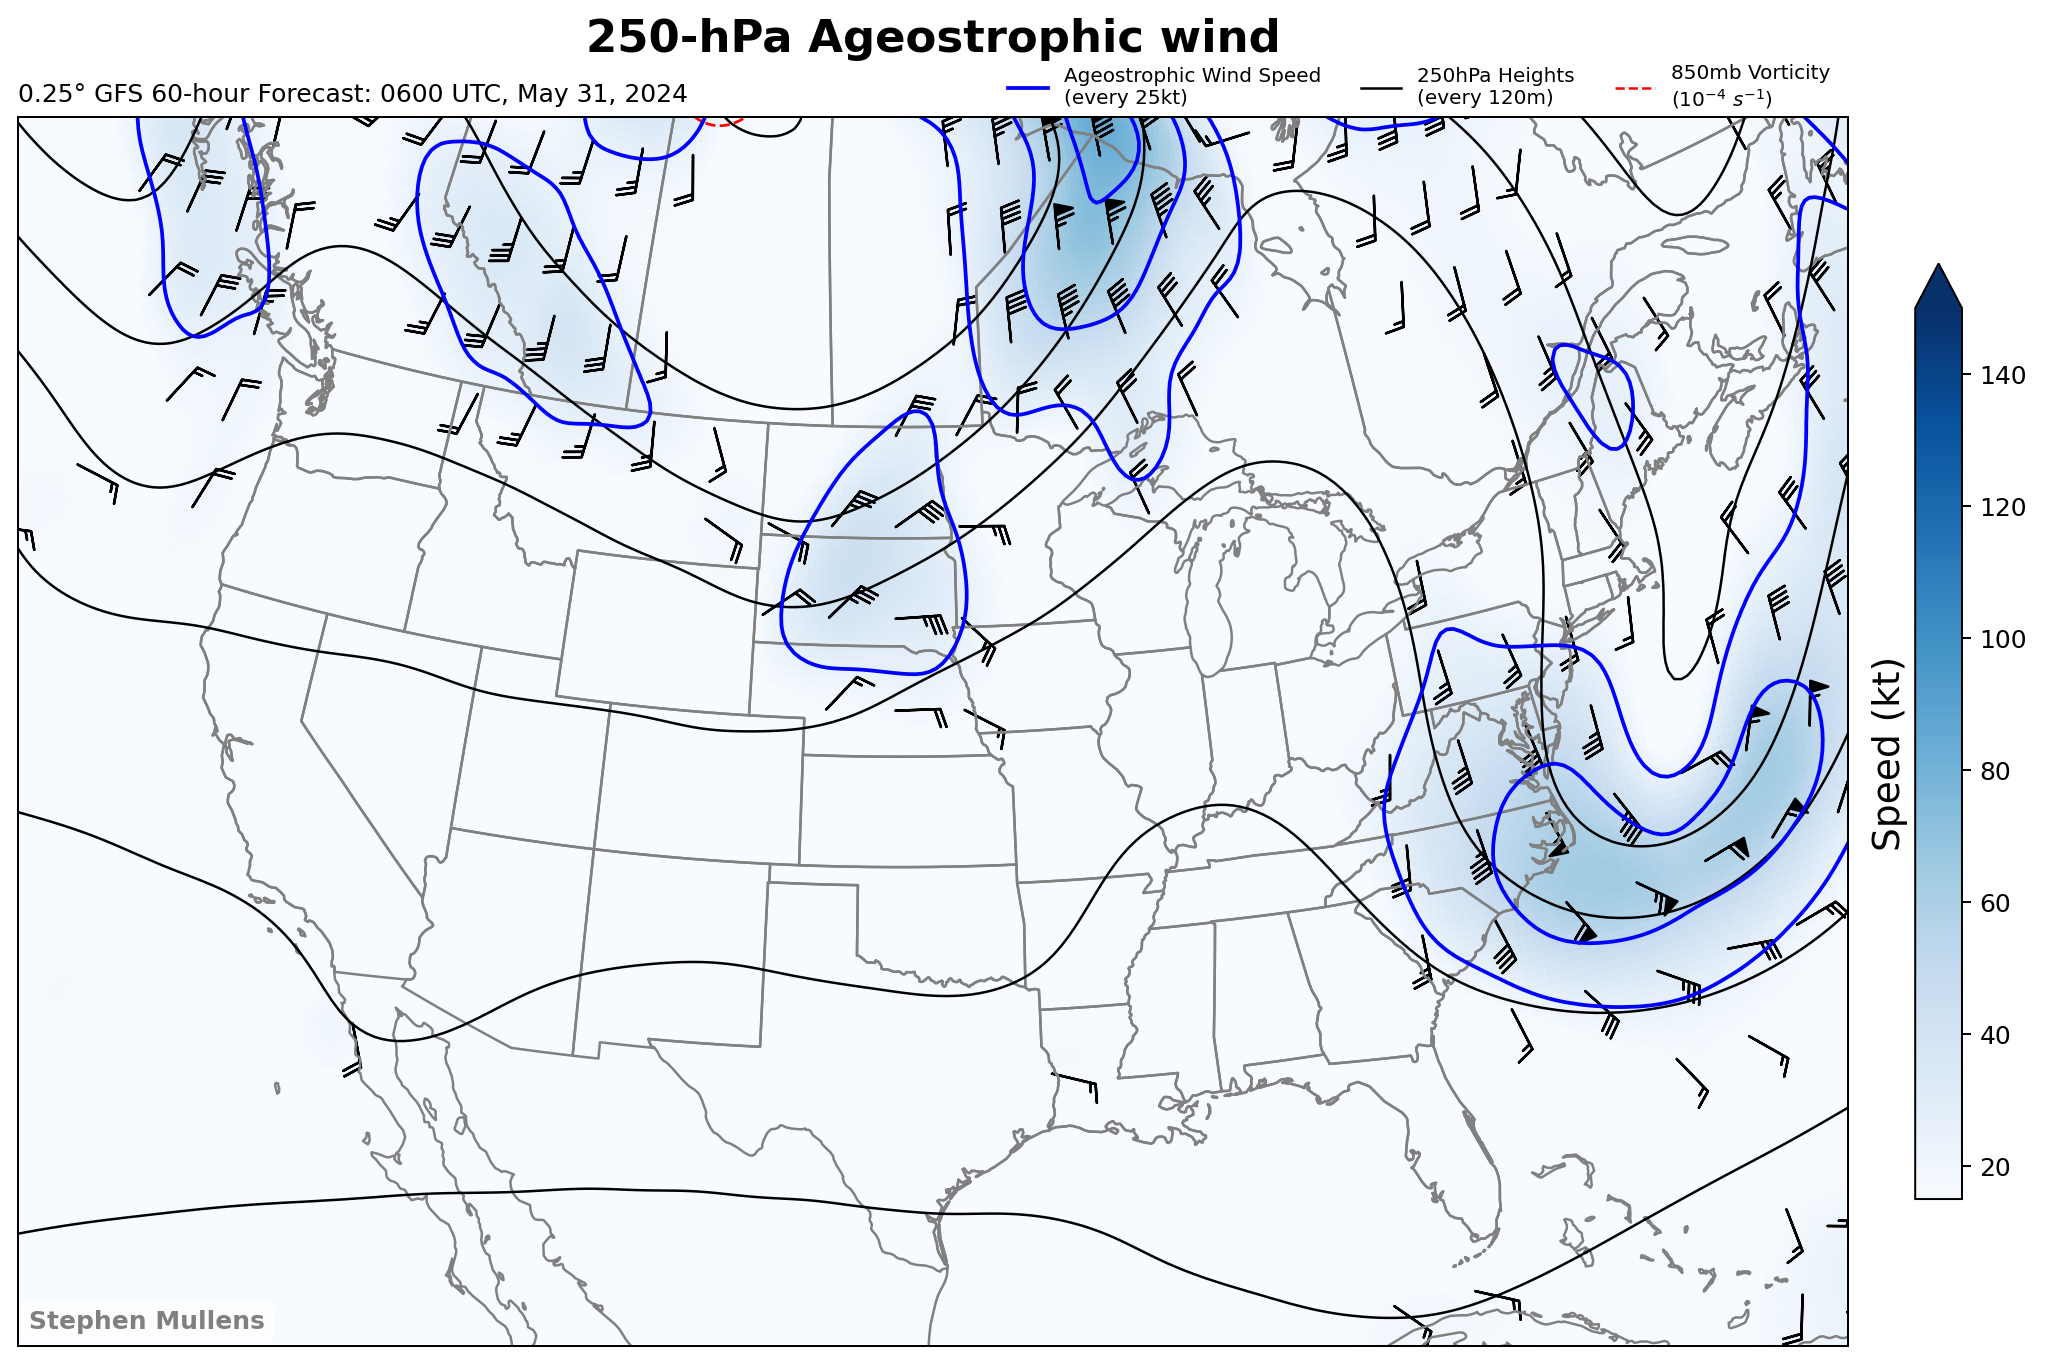 250-hPa Ageostrophic wind
0.25° GFS 60-hour Forecast: 0600 UTC, May 31, 2024
Ageostrophic Wind Speed
(every 25kt)
250hPa Heights
(every 120m)
850mb Vorticity
(10⁻⁴ s⁻¹)
140
120
100
80
60
40
20
Speed (kt)
Stephen Mullens